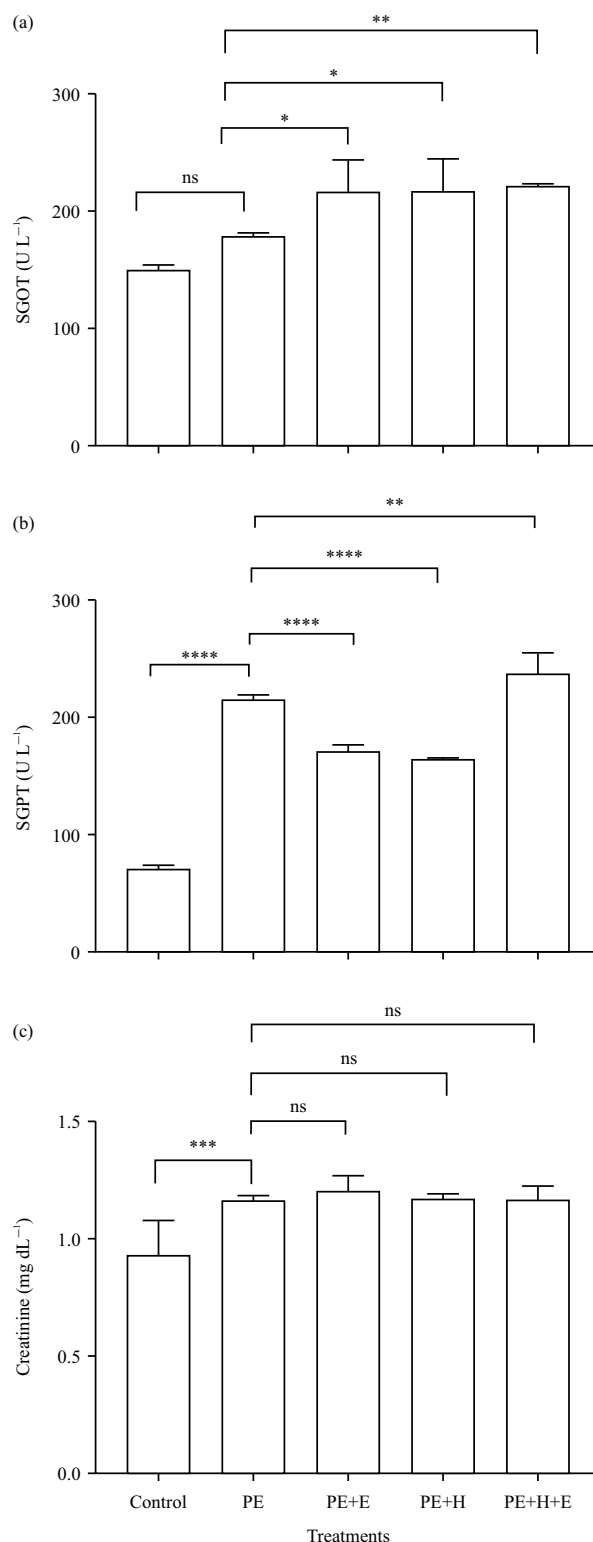 (a)
**
*
*
ns
300
200
100
0
SGOT (U L⁻¹)
(b)
**
****
****
****
300
200
100
0
SGPT (U L⁻¹)
(c)
ns
ns
ns
***
1.5
1.0
0.5
0.0
Creatinine (mg dL⁻¹)
Control PE PE+E PE+H PE+H+E
Treatments